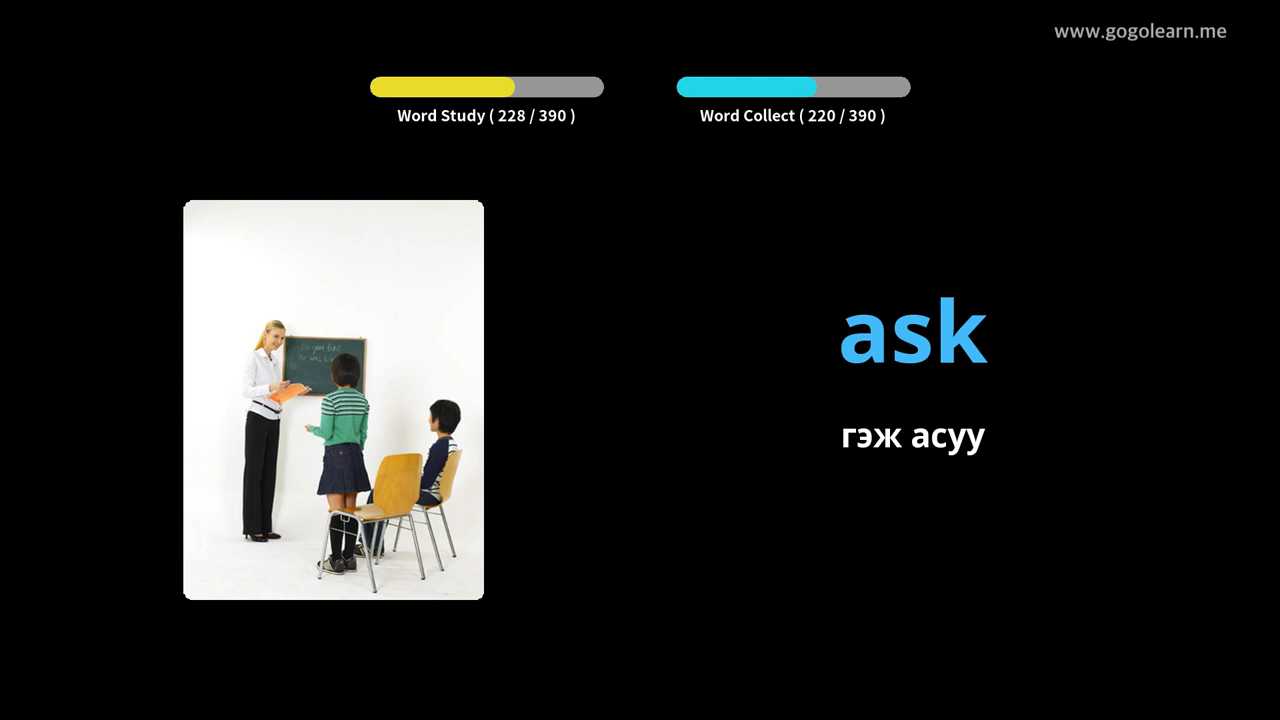 www.gogolearn.me
Word Study ( 228 / 390 )
Word Collect ( 220 / 390 )
ask
гэж асуу